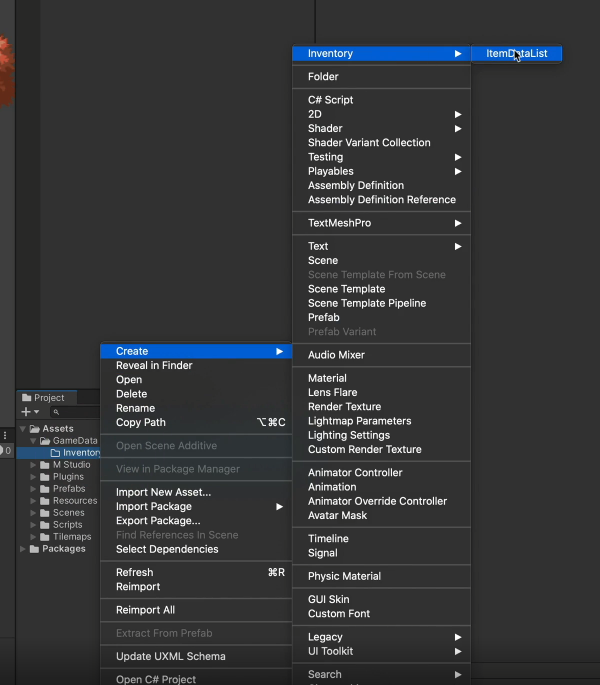 Inventory
ItemDataList
Folder
C# Script
2D
Shader
Shader Variant Collection
Testing
Playables
Assembly Definition
Assembly Definition Reference
TextMeshPro
Text
Scene
Scene Template From Scene
Scene Template
Scene Template Pipeline
Prefab
Prefab Variant
Audio Mixer
Material
Lens Flare
Render Texture
Lightmap Parameters
Lighting Settings
Custom Render Texture
Animator Controller
Animation
Animator Override Controller
Avatar Mask
Timeline
Signal
Physic Material
GUI Skin
Custom Font
Legacy
UI Toolkit
Search
Create
Reveal in Finder
Open
Delete
Rename
Copy Path ⌥⌘C
Open Scene Additive
View in Package Manager
Import New Asset...
Import Package
Export Package...
Find References In Scene
Select Dependencies
Refresh ⌘R
Reimport
Reimport All
Extract From Prefab
Update UXML Schema
Open C# Project
Project
Assets
GameData
Inventory
M Studio
Plugins
Prefabs
Resources
Scenes
Scripts
Tilemaps
Packages
0